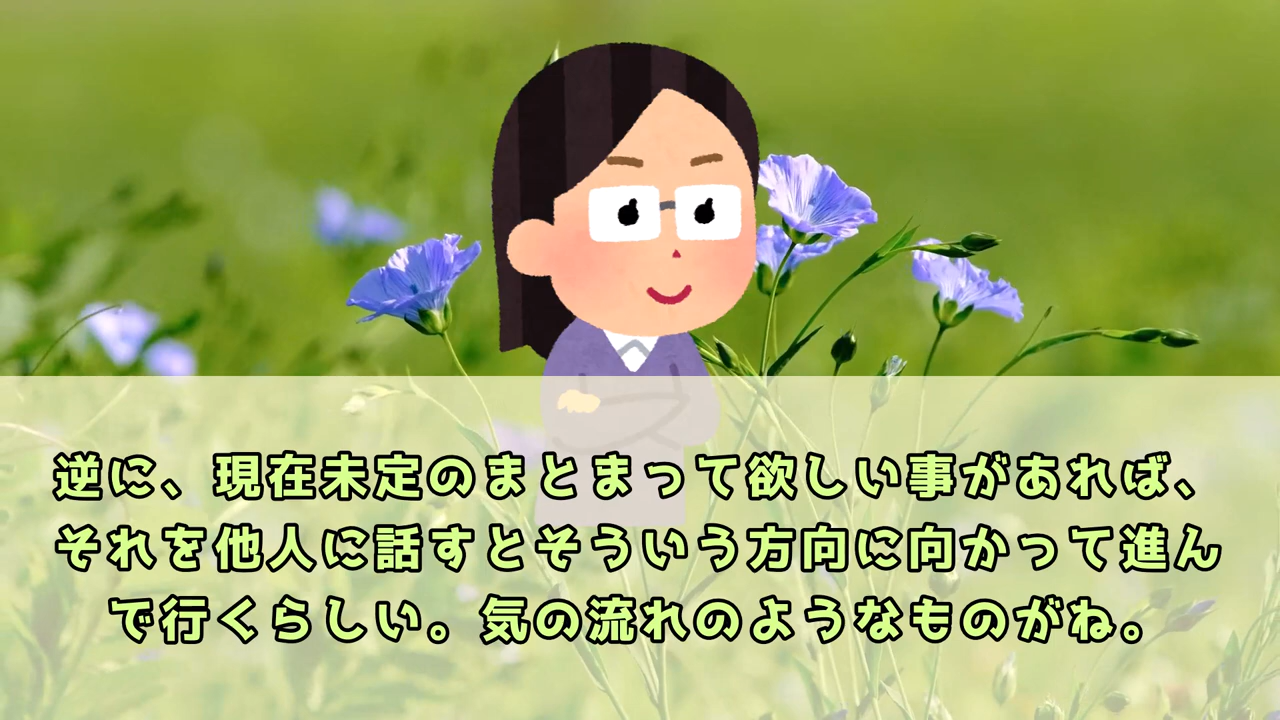 逆に、現在未定のまとまって欲しい事があれば、
それを他人に話すとそういう方向に向かって進ん
で行くらしい。気の流れのようなものがね。